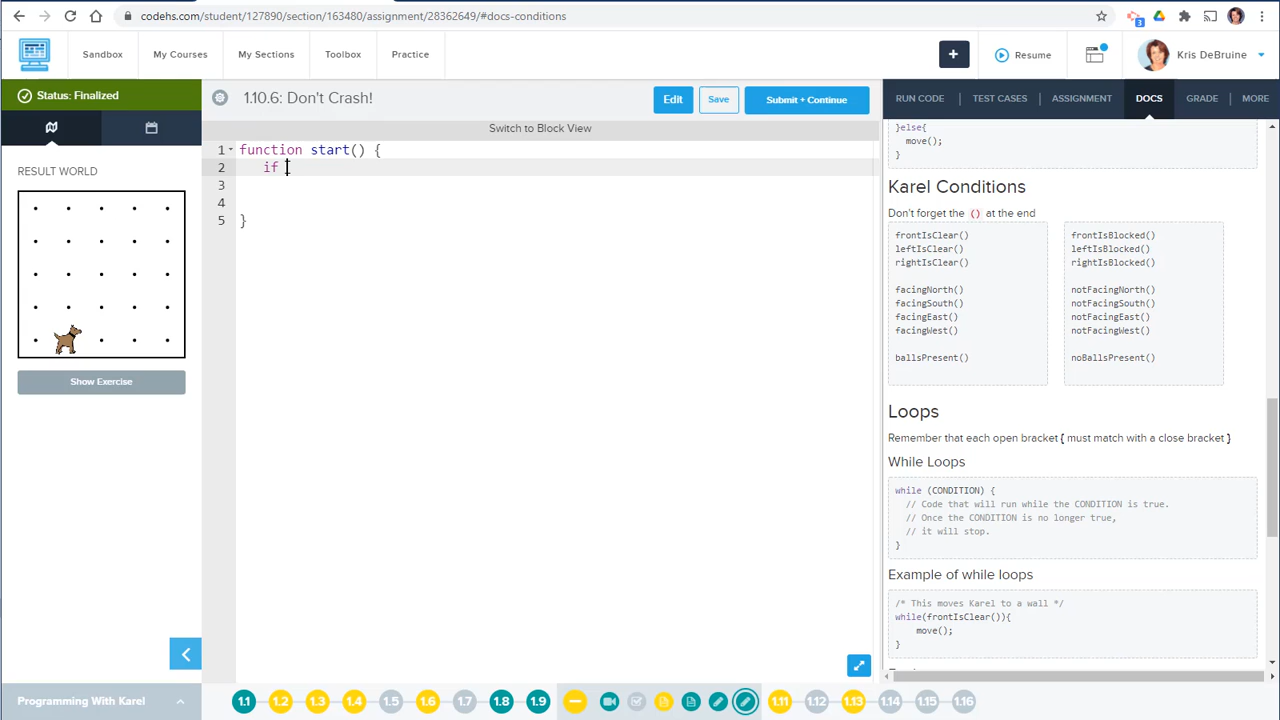 codehs.com/student/127890/section/163480/assignment/28362649/#docs-conditions
3
Sandbox
My Courses
My Sections
Toolbox
Practice
+
Resume
Kris DeBruine
Status: Finalized
1.10.6: Don't Crash!
Edit
Save
Submit + Continue
RUN CODE
TEST CASES
ASSIGNMENT
DOCS
GRADE
MORE
Switch to Block View
RESULT WORLD
Show Exercise
1 function start() {
2 if
3
4
5 }
}else{
move();
}
Karel Conditions
Don't forget the () at the end
frontIsClear()
leftIsClear()
rightIsClear()
facingNorth()
facingSouth()
facingEast()
facingWest()
ballsPresent()
frontIsBlocked()
leftIsBlocked()
rightIsBlocked()
notFacingNorth()
notFacingSouth()
notFacingEast()
notFacingWest()
noBallsPresent()
Loops
Remember that each open bracket { must match with a close bracket }
While Loops
while (CONDITION) {
// Code that will run while the CONDITION is true.
// Once the CONDITION is no longer true,
// it will stop.
}
Example of while loops
/* This moves Karel to a wall */
while(frontIsClear()){
move();
}
Programming With Karel
1.1
1.2
1.3
1.4
1.5
1.6
1.7
1.8
1.9
1.11
1.12
1.13
1.14
1.15
1.16